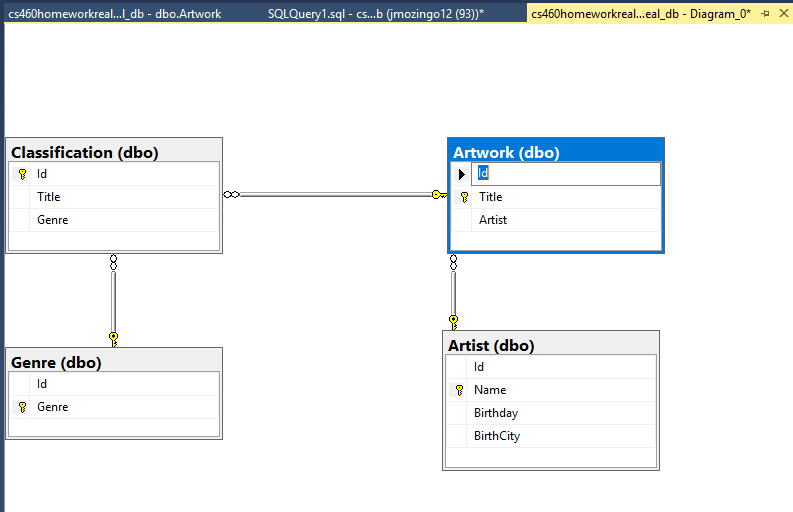 cs460homeworkreal...l_db - dbo.Artwork
SQLQuery1.sql - cs...b (jmozingo12 (93))*
cs460homeworkreal...eal_db - Diagram_0*
Classification (dbo)
Id
Title
Genre
Artwork (dbo)
Id
Title
Artist
Genre (dbo)
Id
Genre
Artist (dbo)
Id
Name
Birthday
BirthCity